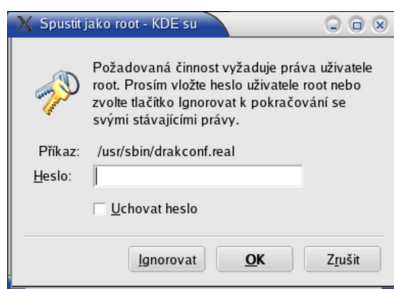 Spustit jako root - KDE su
Požadovaná činnost vyžaduje práva uživatele
root. Prosím vložte heslo uživatele root nebo
zvolte tlačítko Ignorovat k pokračování se
svými stávajícími právy.
Příkaz: /usr/sbin/drakconf.real
Heslo:
Uchovat heslo
Ignorovat OK Zrušit